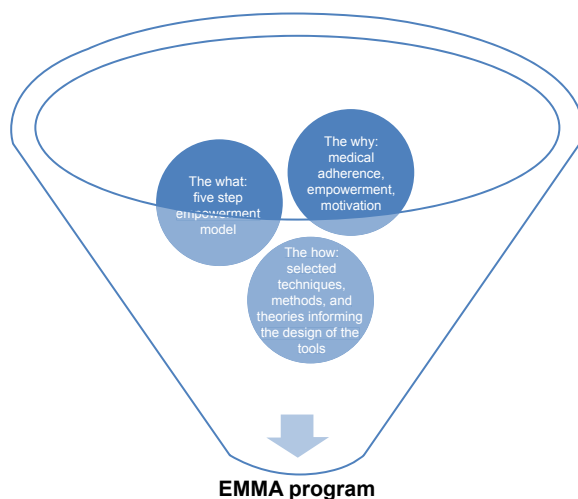 The why:
medical
adherence,
empowerment,
motivation
The what:
five step
empowerment
model
The how:
selected
techniques,
methods, and
theories informing
the design of the
tools
EMMA program